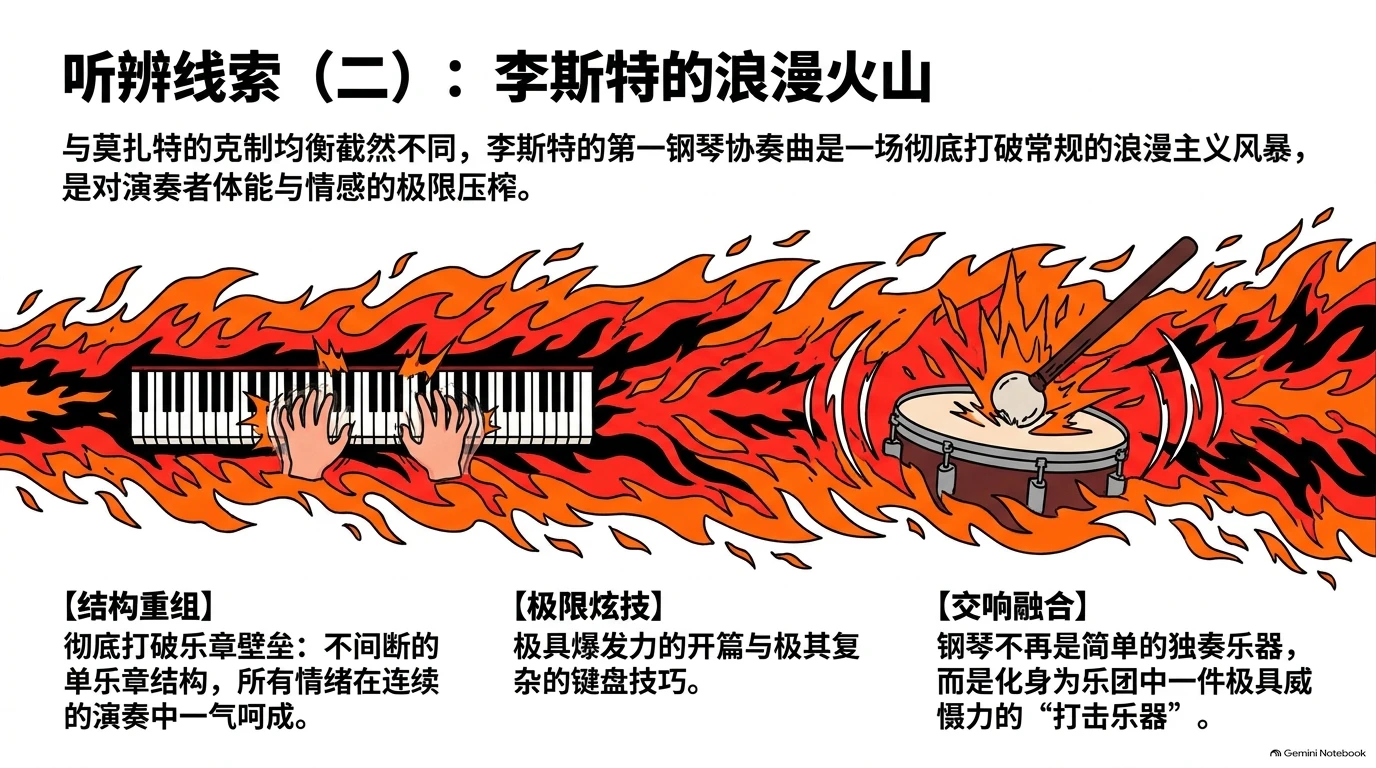 听辨线索（二）：李斯特的浪漫火山
与莫扎特的克制均衡截然不同，李斯特的第一钢琴协奏曲是一场彻底打破常规的浪漫主义风暴，
是对演奏者体能与情感的极限压榨。
【结构重组】
彻底打破乐章壁垒：不间断的
单乐章结构，所有情绪在连续
的演奏中一气呵成。
【极限炫技】
极具爆发力的开篇与极其复
杂的键盘技巧。
【交响融合】
钢琴不再是简单的独奏乐器，
而是化身为乐团中一件极具威
慑力的“打击乐器”。
Gemini Notebook